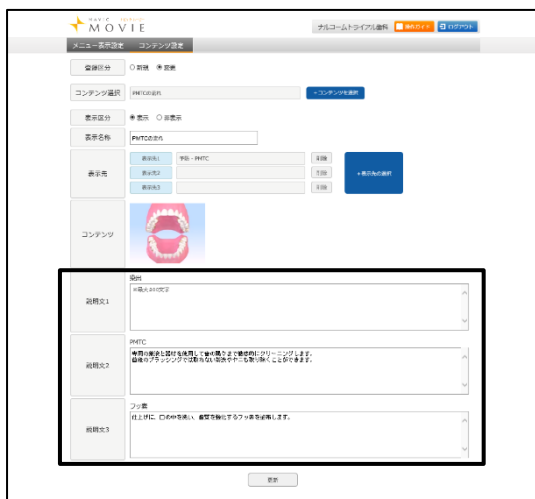 NAVIC
MOVIE
ナルコームトライアル歯科 操作ガイド ログアウト
メニュー表示設定 コンテンツ設定
登録区分 新規 変更
コンテンツ選択 PMTCの流れ +コンテンツを選択
表示区分 表示 非表示
表示名称 PMTCの流れ
表示先 表示先1 予防 - PMTC 削除
表示先2 削除 +表示先の選択
表示先3 削除
コンテンツ
染出
説明文1 ※最大200文字
PMTC
説明文2 専用の薬液と器材を使用して歯の隅々まで徹底的にクリーニングします。
普段のブラッシングでは取れない着色やヤニも取り除くことができます。
フッ素
説明文3 仕上げに、口の中を洗い、歯質を強化するフッ素を塗布します。
更新